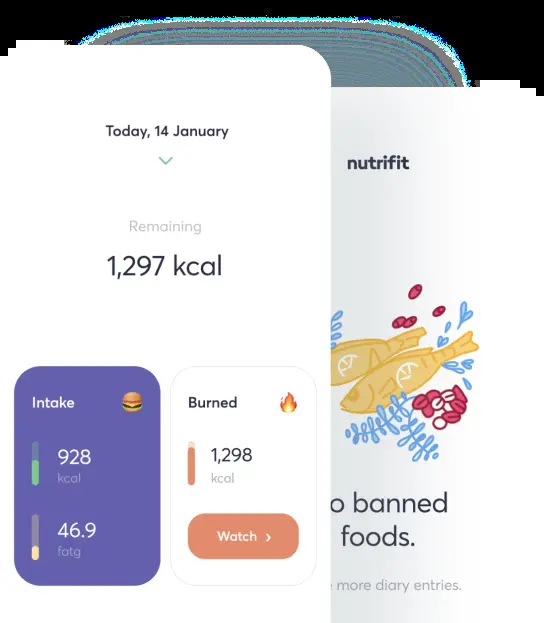 Today, 14 January
Remaining
1,297 kcal
Intake
928
kcal
46.9
fatg
Burned
1,298
kcal
Watch
nutrifit
banned
foods.
more diary entries.